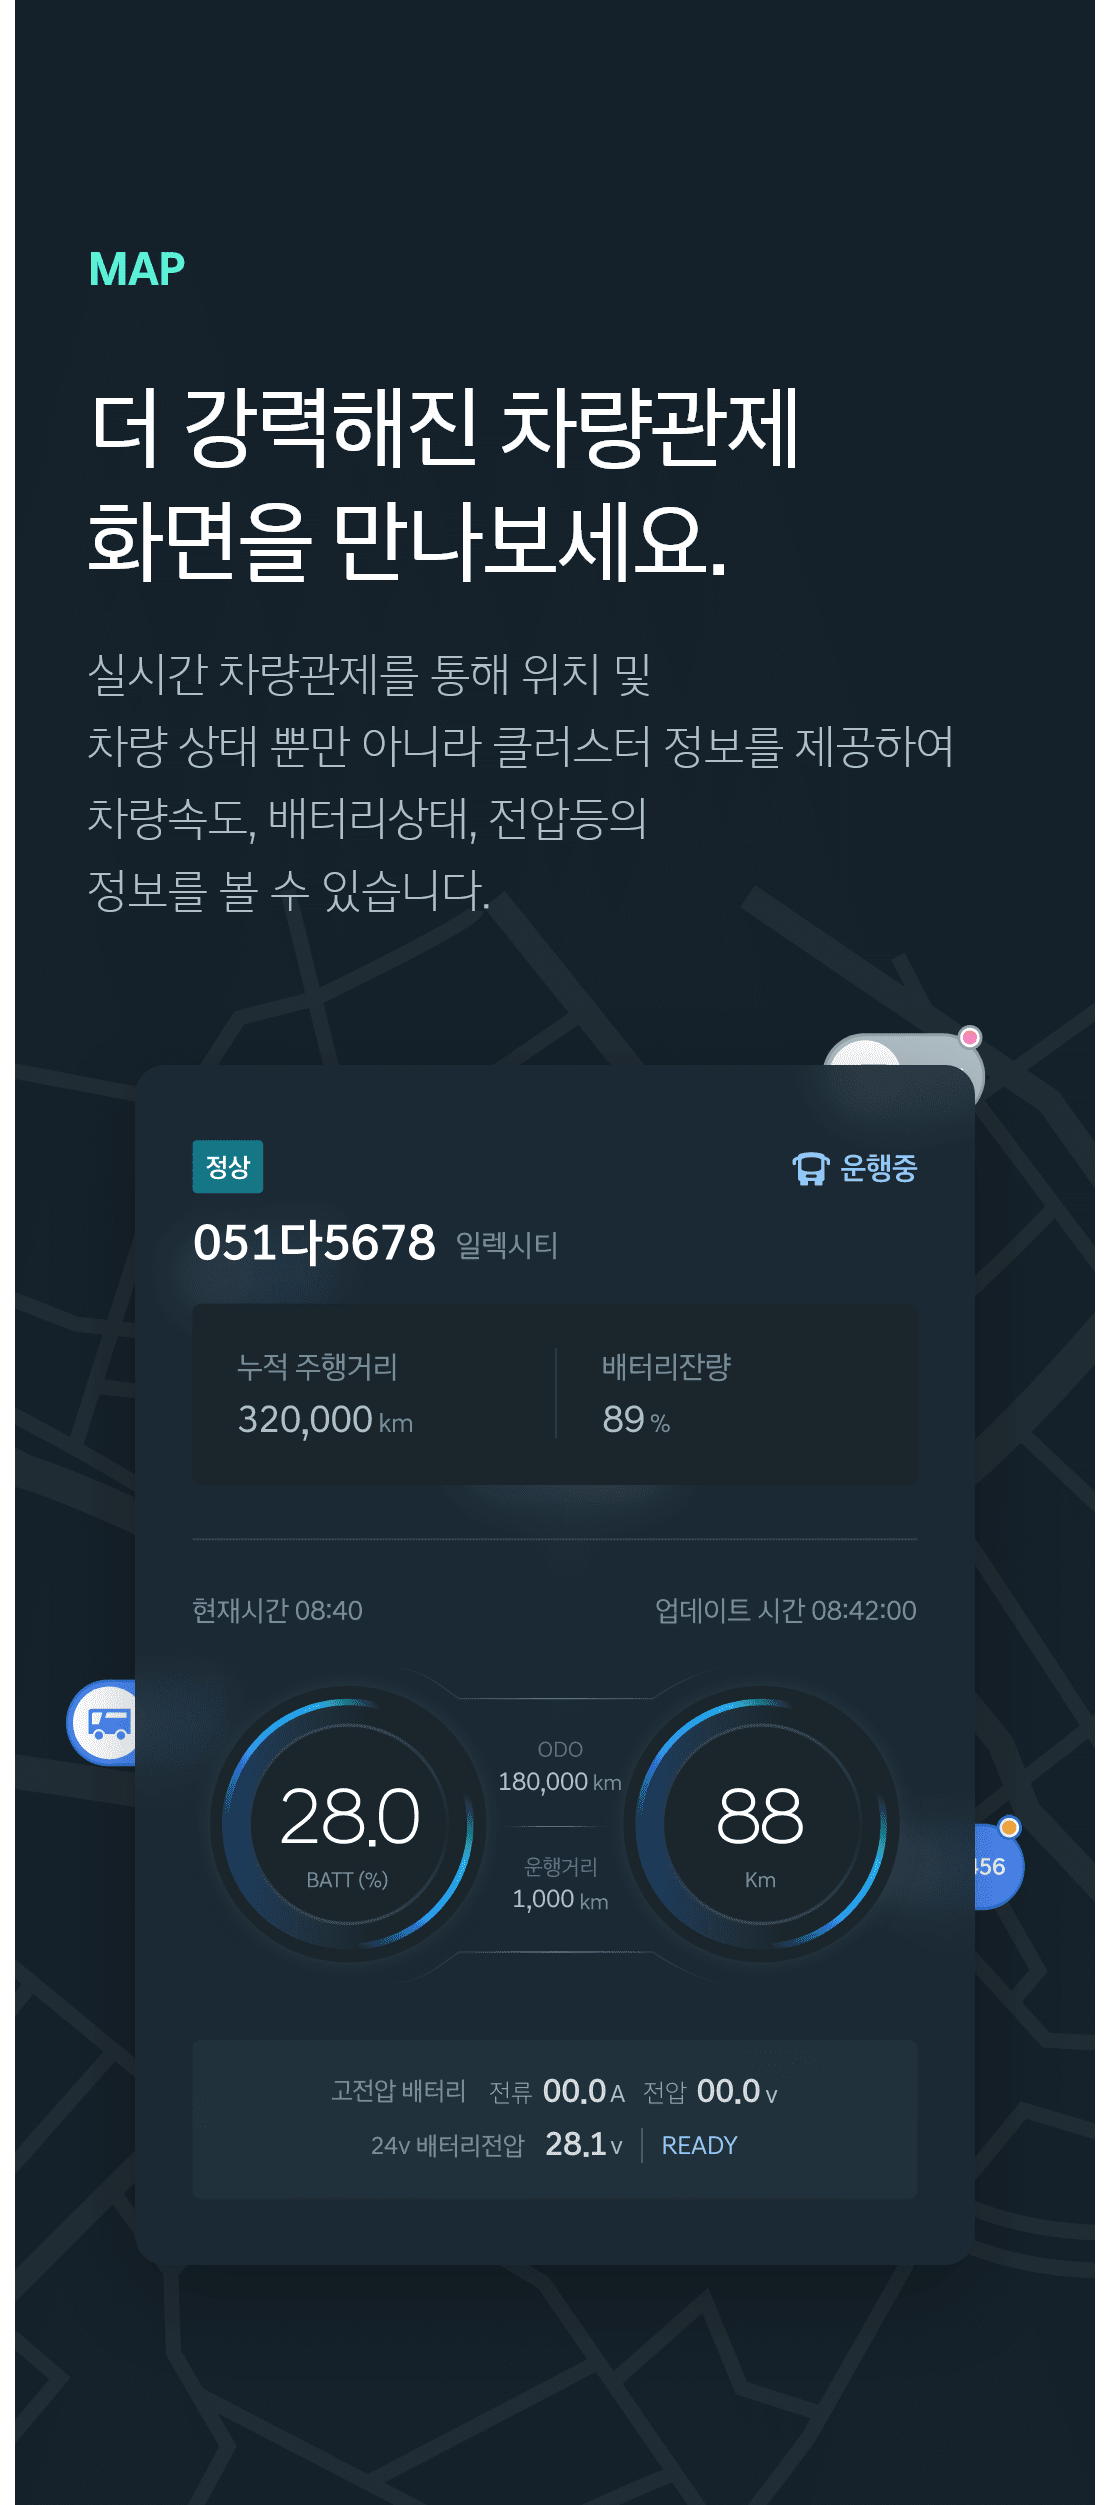 MAP
더 강력해진 차량관제
화면을 만나보세요.
실시간 차량관제를 통해 위치 및
차량 상태 뿐만 아니라 클러스터 정보를 제공하여
차량속도, 배터리상태, 전압등의
정보를 볼 수 있습니다.
정상
운행중
051다5678 일렉시티
누적 주행거리
320,000 km
배터리잔량
89 %
현재시간 08:40
업데이트 시간 08:42:00
28.0
BATT (%)
ODO
180,000 km
운행거리
1,000 km
88
Km
456
고전압 배터리 전류 00.0 A 전압 00.0 v
24v 배터리전압 28.1 v READY